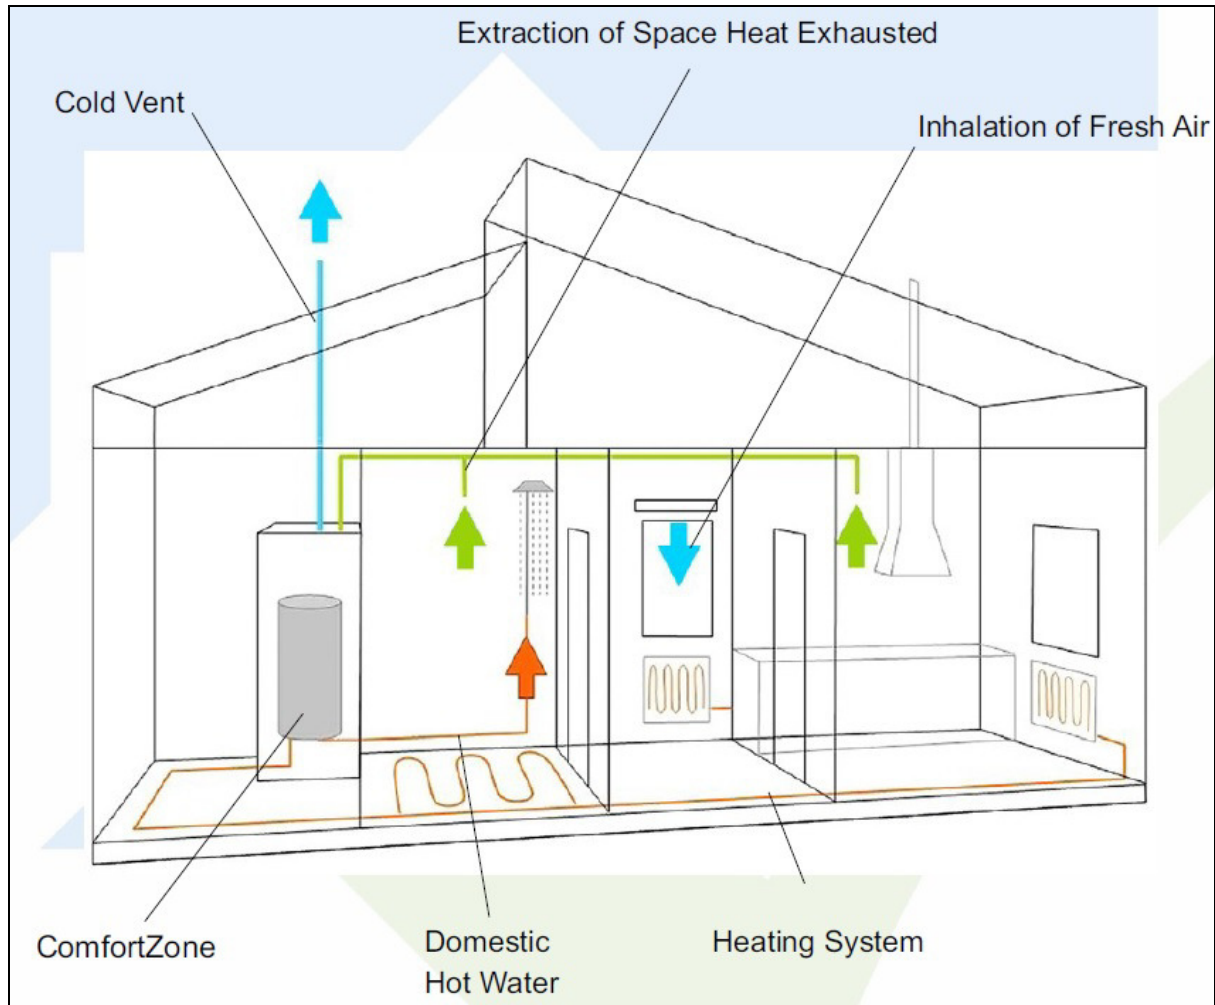 Extraction of Space Heat Exhausted
Cold Vent
Inhalation of Fresh Air
ComfortZone
Domestic
Hot Water
Heating System